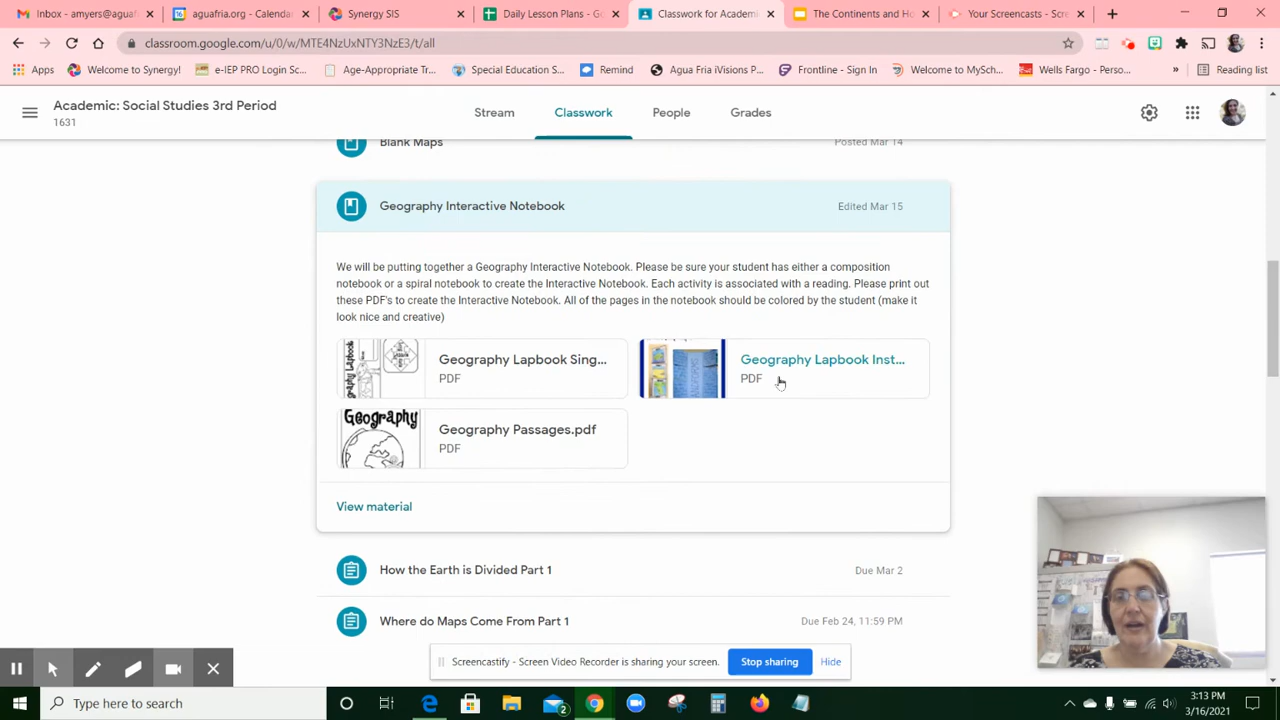 Inbox - amyers@aguaf
aguafria.org - Calenda
Synergy SIS
Daily Lesson Plans - G
Classwork for Academi
The Continents and Ho
Your Screencasts - Scre
classroom.google.com/u/0/w/MTE4NzUxNTY3NzE3/t/all
Apps
Welcome to Synergy!
e-IEP PRO Login Sc...
Age-Appropriate Tr...
Special Education S...
Remind
Agua Fria iVisions P...
Frontline - Sign In
Welcome to MySch...
Wells Fargo - Perso...
»
Reading list
Academic: Social Studies 3rd Period
1631
Stream
Classwork
People
Grades
Blank Maps
Posted Mar 14
Geography Interactive Notebook
Edited Mar 15
We will be putting together a Geography Interactive Notebook. Please be sure your student has either a composition
notebook or a spiral notebook to create the Interactive Notebook. Each activity is associated with a reading. Please print out
these PDF's to create the Interactive Notebook. All of the pages in the notebook should be colored by the student (make it
look nice and creative)
Geography Lapbook Sing...
PDF
Geography Lapbook Inst...
PDF
Geography
Geography Passages.pdf
PDF
View material
How the Earth is Divided Part 1
Due Mar 2
Where do Maps Come From Part 1
Due Feb 24, 11:59 PM
Screencastify - Screen Video Recorder is sharing your screen.
Stop sharing
Hide
Type here to search
2
3:13 PM
3/16/2021